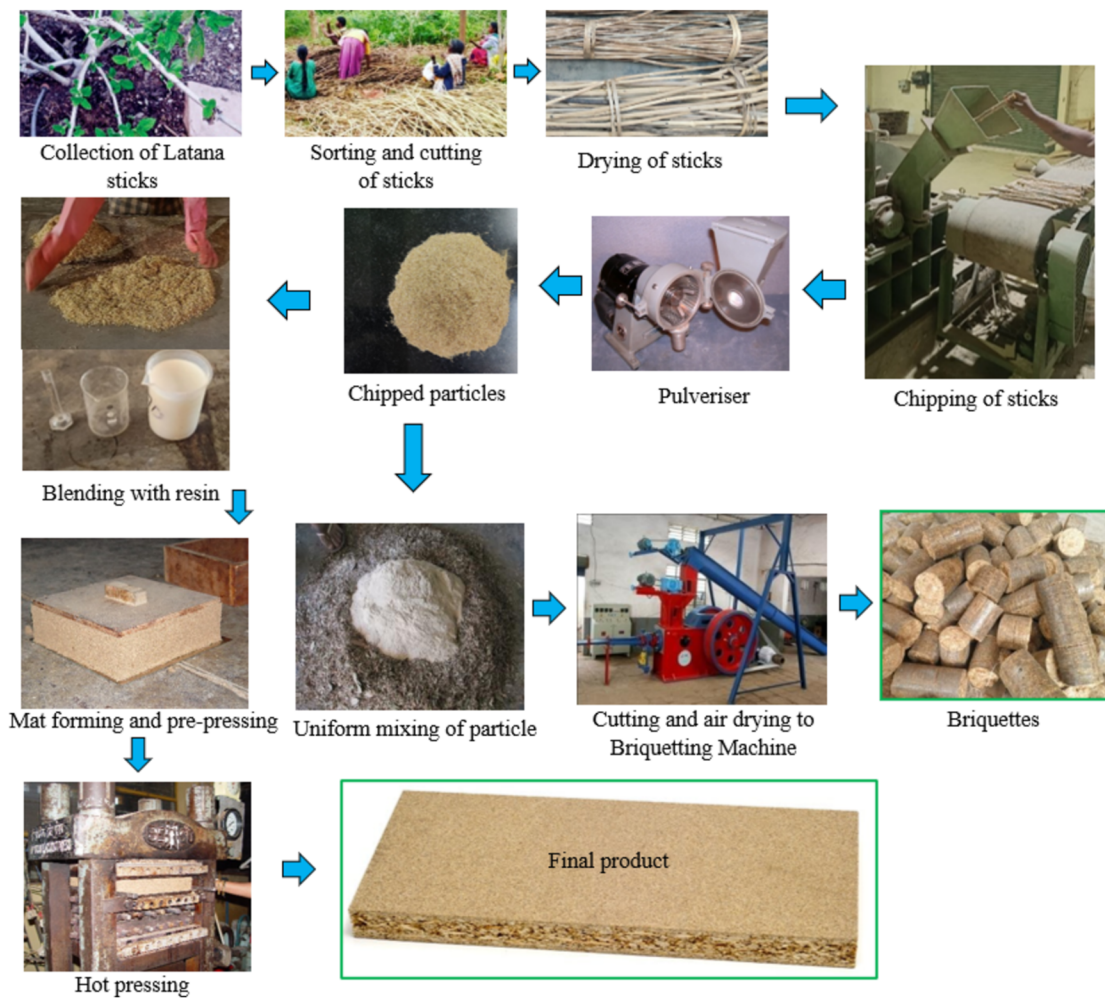 Collection of Latana
sticks
Sorting and cutting
of sticks
Drying of sticks
Chipping of sticks
Pulveriser
Chipped particles
Blending with resin
Mat forming and pre-pressing
Uniform mixing of particle
Cutting and air drying to
Briquetting Machine
Briquettes
Hot pressing
Final product